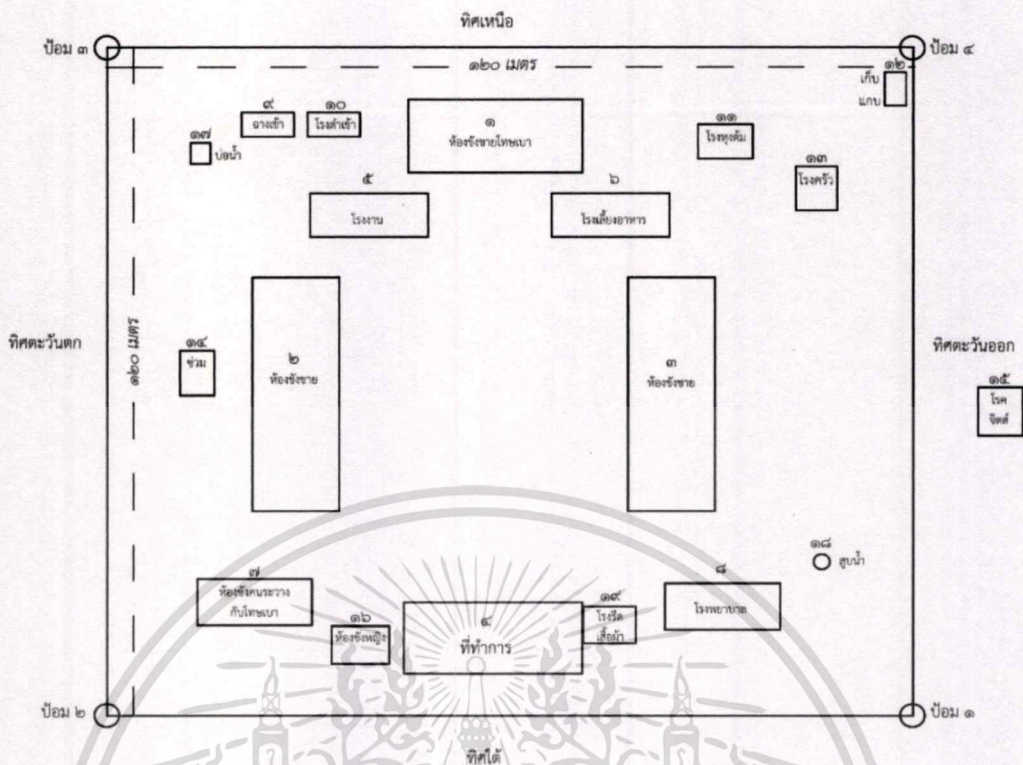 ทิศเหนือ
ป้อม ๓
ป้อม ๔
๑๒๐ เมตร
๑๒
เก็บ
แกบ
๙
ฉางเข้า
๑๐
โรงตำเข้า
๑
ห้องขังชายโทษเบา
๑๑
โรงหุงต้ม
๑๗
บ่อน้ำ
๑๓
โรงครัว
๕
โรงงาน
๖
โรงเลี้ยงอาหาร
ทิศตะวันตก
๑๒๐ เมตร
๑๔
ช่วม
๒
ห้องขังชาย
๓
ห้องขังชาย
ทิศตะวันออก
๑๕
โรค
จิตต์
๑๘
สูบน้ำ
๗
ห้องขังคนระวาง
กับโทษเบา
๑๖
ห้องขังหญิง
๔
ที่ทำการ
๑๙
โรงรีด
เสื้อผ้า
๘
โรงพยาบาล
ป้อม ๒
ป้อม ๑
ทิศใต้